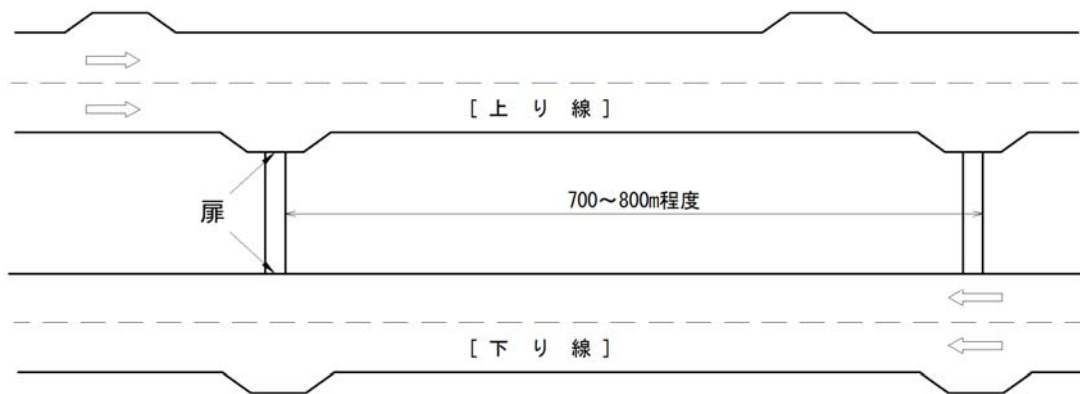 [ 上 り 線 ]
扉
700～800m程度
[ 下 り 線 ]